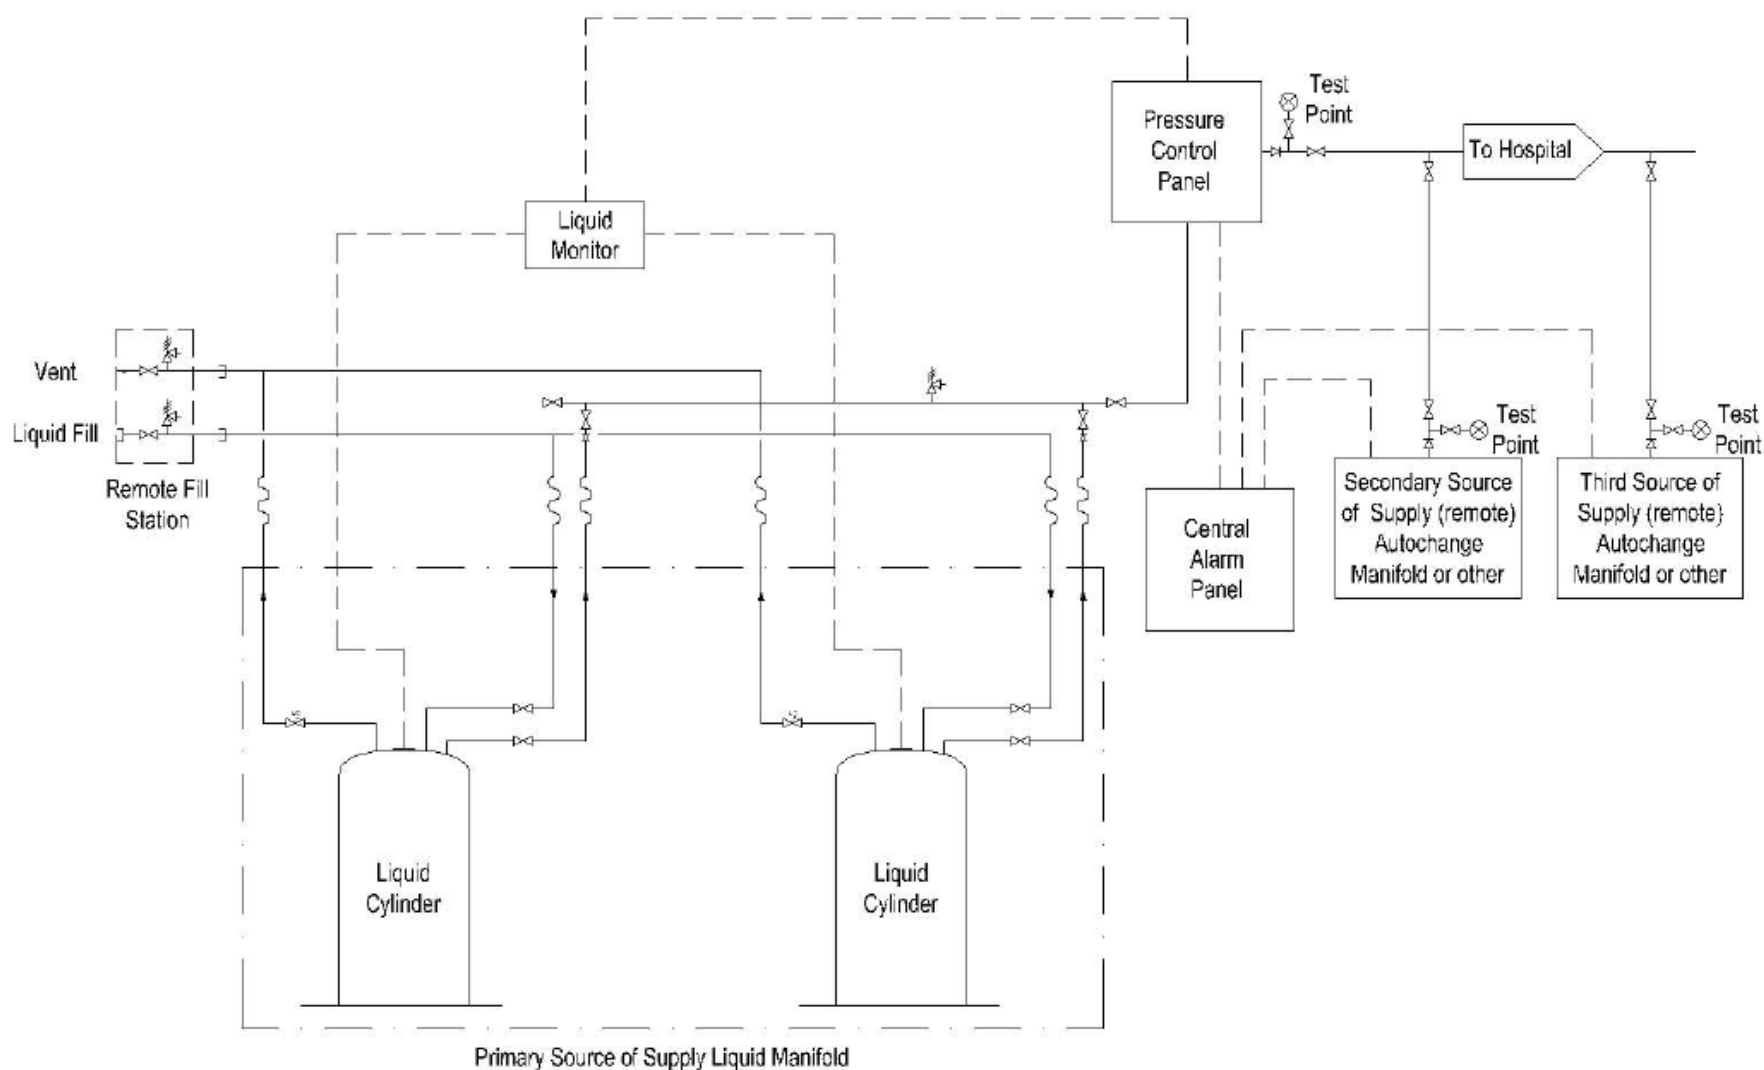 Test
Point
Pressure
Control
Panel
To Hospital
Liquid
Monitor
Vent
Liquid Fill
Remote Fill
Station
Test
Point
Test
Point
Secondary Source
of Supply (remote)
Autochange
Manifold or other
Third Source of
Supply (remote)
Autochange
Manifold or other
Central
Alarm
Panel
Liquid
Cylinder
Liquid
Cylinder
Primary Source of Supply Liquid Manifold